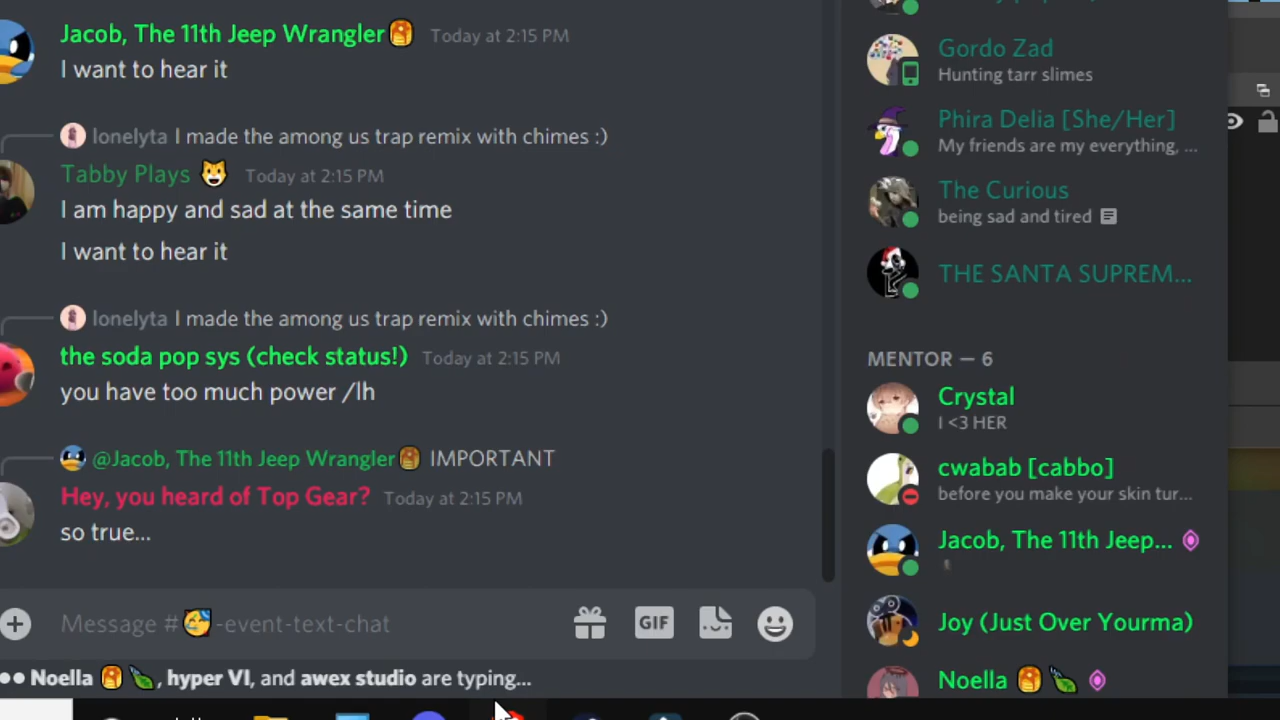 Jacob, The 11th Jeep Wrangler🥞 Today at 2:15 PM
I want to hear it
lonelyta I made the among us trap remix with chimes :)
Tabby Plays 😺 Today at 2:15 PM
I am happy and sad at the same time
I want to hear it
lonelyta I made the among us trap remix with chimes :)
the soda pop sys (check status!) Today at 2:15 PM
you have too much power /lh
@Jacob, The 11th Jeep Wrangler🥞 IMPORTANT
Hey, you heard of Top Gear? Today at 2:15 PM
so true...
Message #🥳-event-text-chat
GIF
Noella 🥞 🍃, hyper VI, and awex studio are typing...
Gordo Zad
Hunting tarr slimes
Phira Delia [She/Her]
My friends are my everything, ...
The Curious
being sad and tired
THE SANTA SUPREM...
MENTOR — 6
Crystal
I <3 HER
cwabab [cabbo]
before you make your skin tur...
Jacob, The 11th Jeep...
Joy (Just Over Yourma)
Noella 🥞 🍃